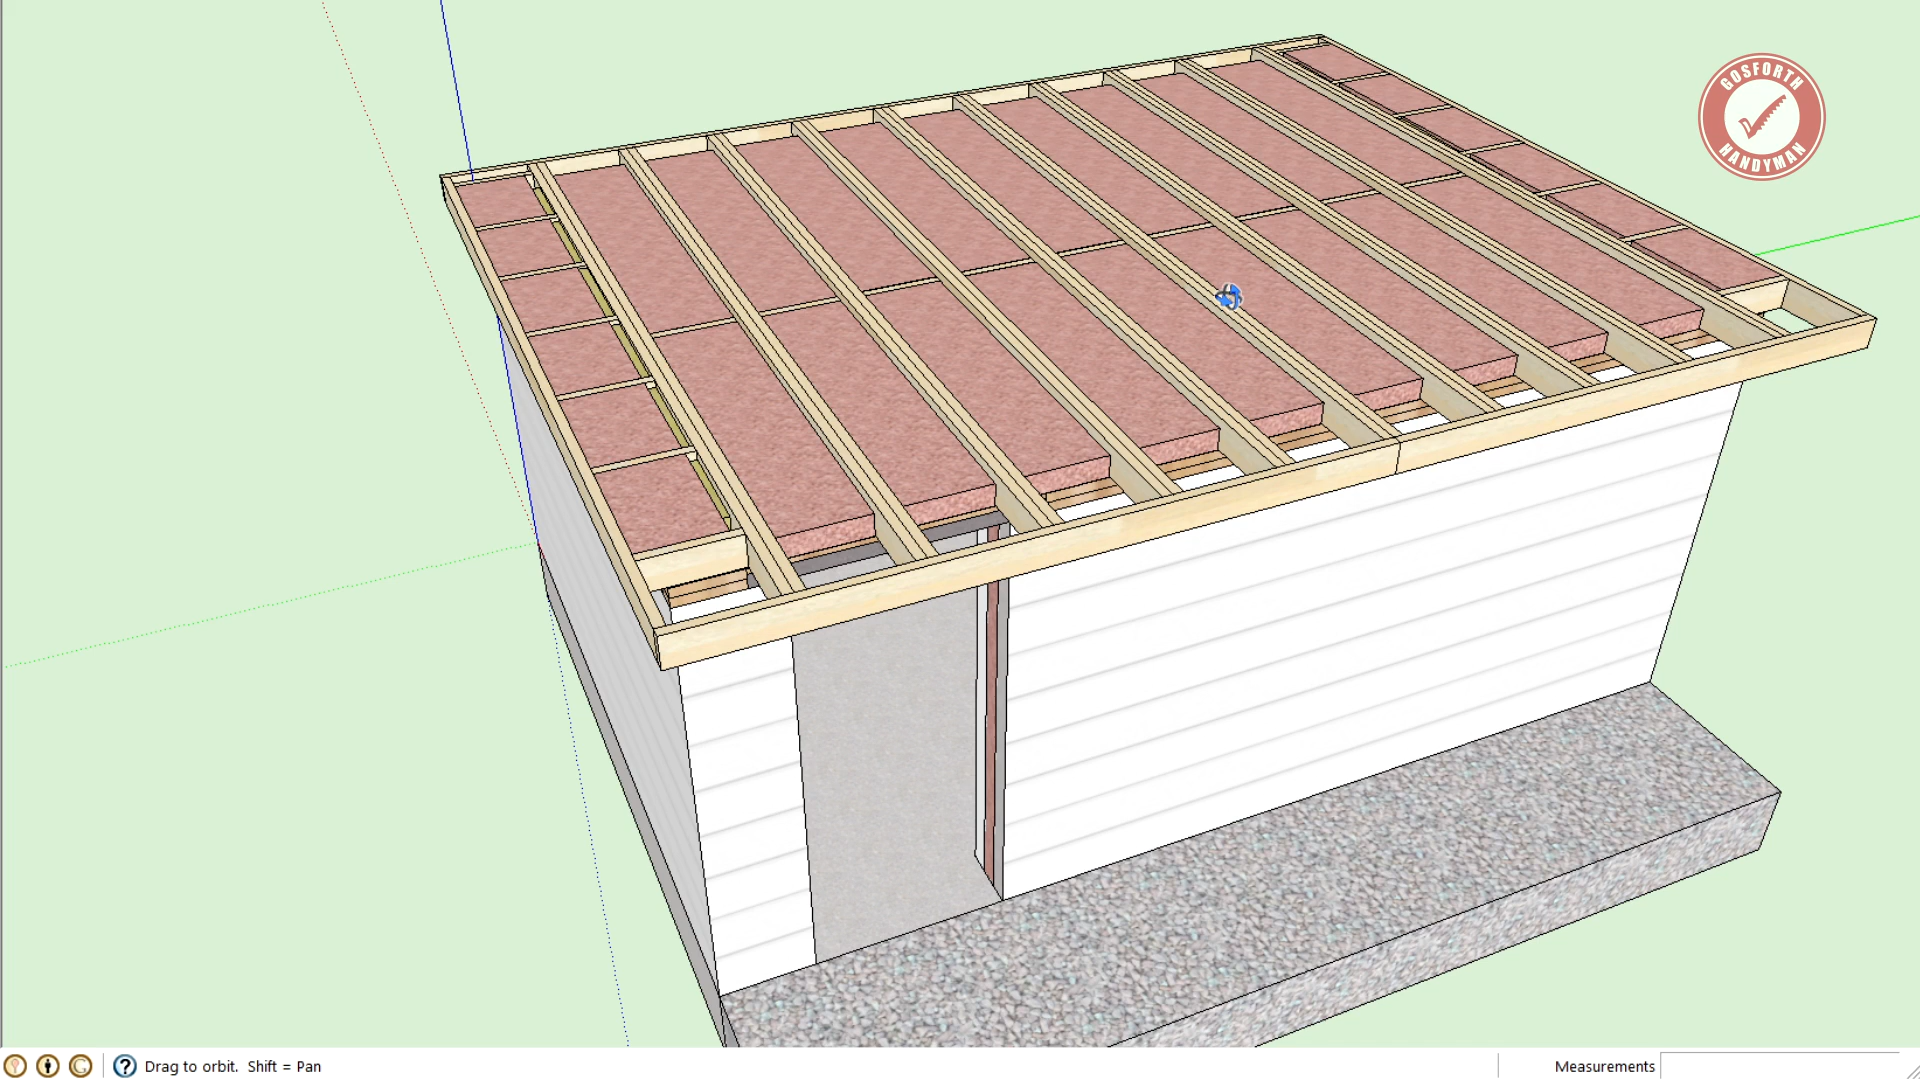 GOSFORTH
HANDYMAN
Drag to orbit. Shift = Pan
Measurements